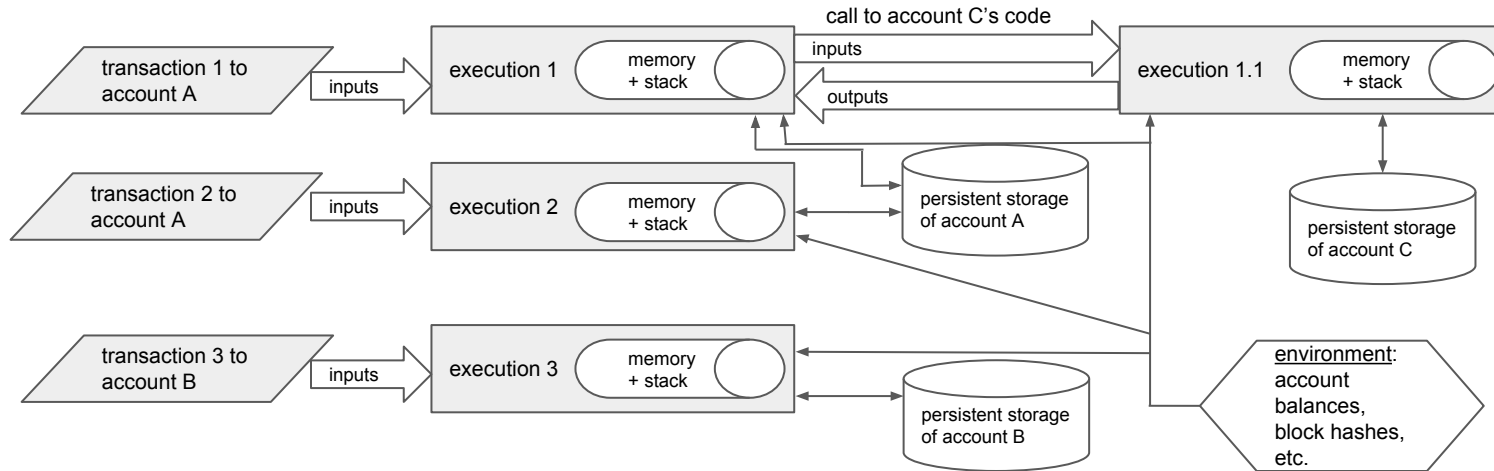 call to account C's code
transaction 1 to
account A
inputs
execution 1
memory
+ stack
inputs
outputs
execution 1.1
memory
+ stack
transaction 2 to
account A
inputs
execution 2
memory
+ stack
persistent storage
of account A
persistent storage
of account C
transaction 3 to
account B
inputs
execution 3
memory
+ stack
persistent storage
of account B
environment:
account
balances,
block hashes,
etc.